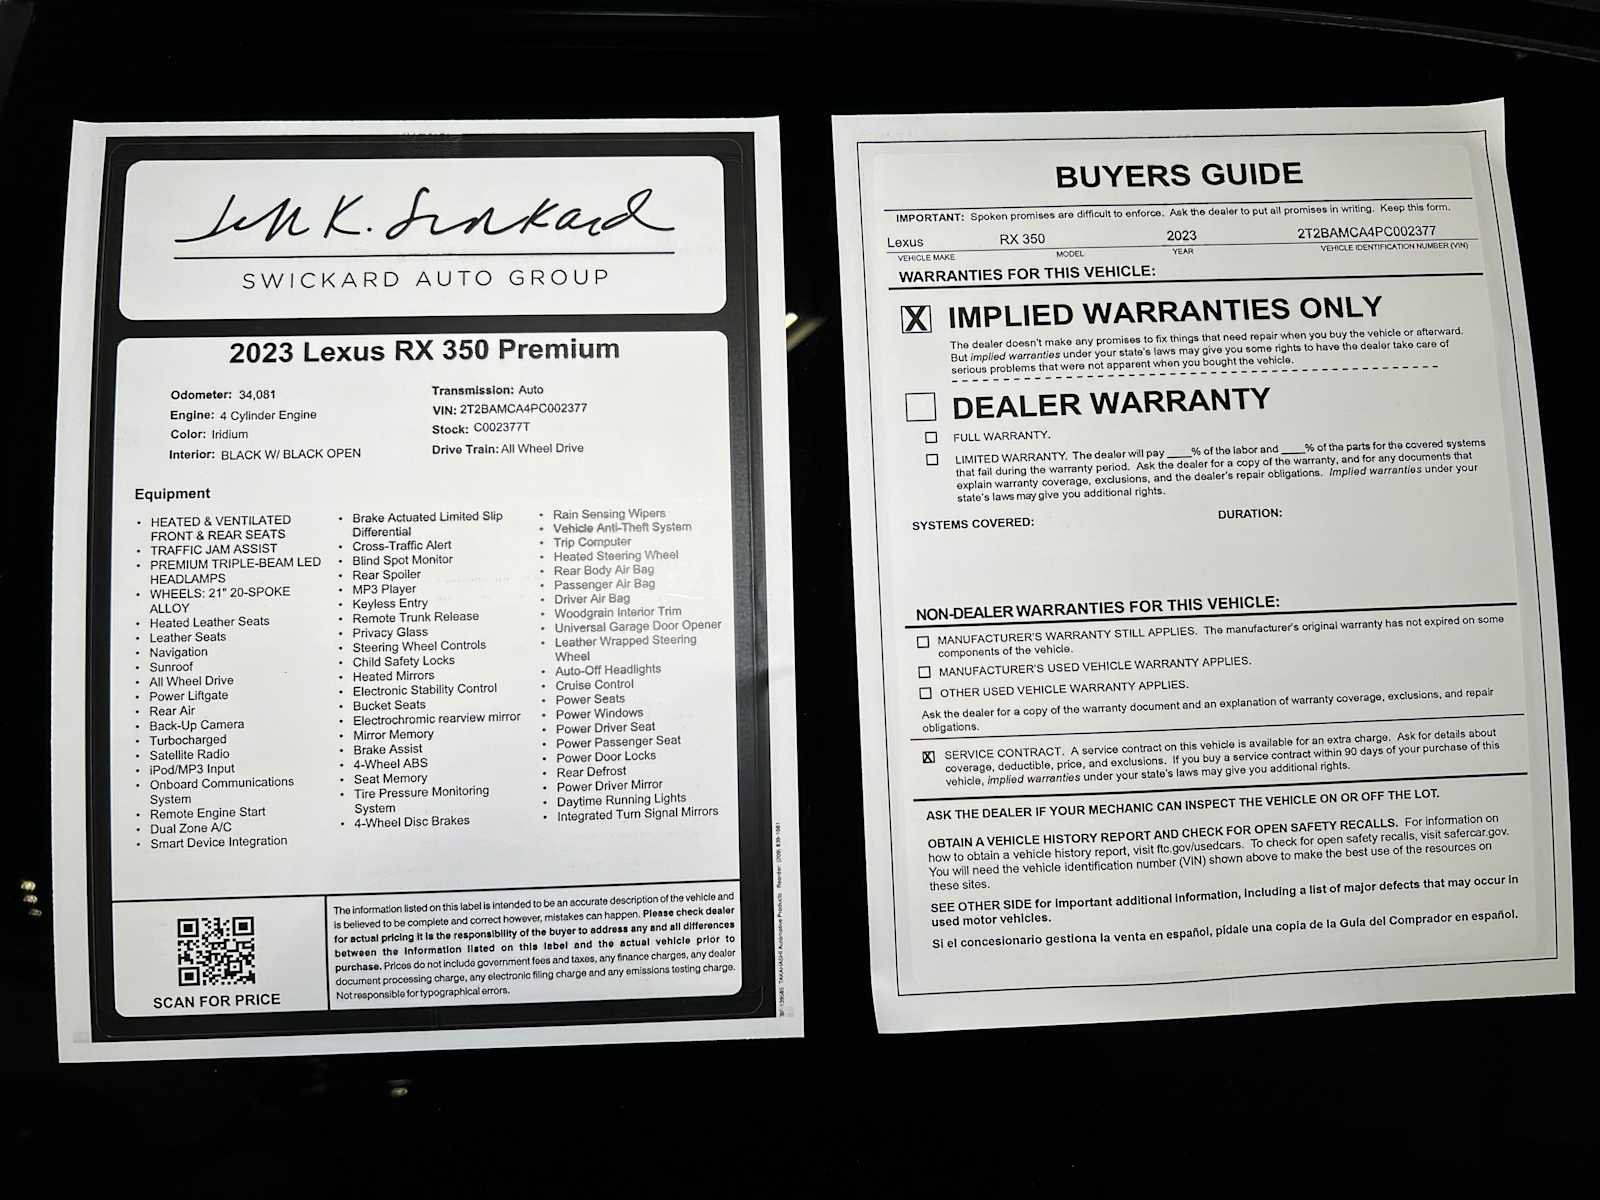 Jeff K. Swickard
SWICKARD AUTO GROUP
2023 Lexus RX 350 Premium
Odometer: 34,081
Engine: 4 Cylinder Engine
Color: Iridium
Interior: BLACK W/ BLACK OPEN
Transmission: Auto
VIN: 2T2BAMCA4PC002377
Stock: C002377T
Drive Train: All Wheel Drive
Equipment
• HEATED & VENTILATED
FRONT & REAR SEATS
• TRAFFIC JAM ASSIST
• PREMIUM TRIPLE-BEAM LED
HEADLAMPS
• WHEELS: 21" 20-SPOKE
ALLOY
• Heated Leather Seats
• Leather Seats
• Navigation
• Sunroof
• All Wheel Drive
• Power Liftgate
• Rear Air
• Back-Up Camera
• Turbocharged
• Satellite Radio
• iPod/MP3 Input
• Onboard Communications
System
• Remote Engine Start
• Dual Zone A/C
• Smart Device Integration
• Brake Actuated Limited Slip
Differential
• Cross-Traffic Alert
• Blind Spot Monitor
• Rear Spoiler
• MP3 Player
• Keyless Entry
• Remote Trunk Release
• Privacy Glass
• Steering Wheel Controls
• Child Safety Locks
• Heated Mirrors
• Electronic Stability Control
• Bucket Seats
• Electrochromic rearview mirror
• Mirror Memory
• Brake Assist
• 4-Wheel ABS
• Seat Memory
• Tire Pressure Monitoring
System
• 4-Wheel Disc Brakes
• Rain Sensing Wipers
• Vehicle Anti-Theft System
• Trip Computer
• Heated Steering Wheel
• Rear Body Air Bag
• Passenger Air Bag
• Driver Air Bag
• Woodgrain Interior Trim
• Universal Garage Door Opener
• Leather Wrapped Steering
Wheel
• Auto-Off Headlights
• Cruise Control
• Power Seats
• Power Windows
• Power Driver Seat
• Power Passenger Seat
• Power Door Locks
• Rear Defrost
• Power Driver Mirror
• Daytime Running Lights
• Integrated Turn Signal Mirrors
SCAN FOR PRICE
The information listed on this label is intended to be an accurate description of the vehicle and
is believed to be complete and correct however, mistakes can happen. Please check dealer
for actual pricing it is the responsibility of the buyer to address any and all differences
between the information listed on this label and the actual vehicle prior to
purchase. Prices do not include government fees and taxes, any finance charges, any dealer
document processing charge, any electronic filing charge and any emissions testing charge.
Not responsible for typographical errors.
TAKAHASHI Automotive Products Reorder:
BUYERS GUIDE
IMPORTANT: Spoken promises are difficult to enforce. Ask the dealer to put all promises in writing. Keep this form.
Lexus RX 350 2023 2T2BAMCA4PC002377
VEHICLE MAKE MODEL YEAR VEHICLE IDENTIFICATION NUMBER (VIN)
WARRANTIES FOR THIS VEHICLE:
X IMPLIED WARRANTIES ONLY
The dealer doesn't make any promises to fix things that need repair when you buy the vehicle or afterward.
But implied warranties under your state's laws may give you some rights to have the dealer take care of
serious problems that were not apparent when you bought the vehicle.
DEALER WARRANTY
FULL WARRANTY.
LIMITED WARRANTY. The dealer will pay ____% of the labor and ____% of the parts for the covered systems
that fail during the warranty period. Ask the dealer for a copy of the warranty, and for any documents that
explain warranty coverage, exclusions, and the dealer's repair obligations. Implied warranties under your
state's laws may give you additional rights.
SYSTEMS COVERED: DURATION:
NON-DEALER WARRANTIES FOR THIS VEHICLE:
MANUFACTURER'S WARRANTY STILL APPLIES. The manufacturer's original warranty has not expired on some
components of the vehicle.
MANUFACTURER'S USED VEHICLE WARRANTY APPLIES.
OTHER USED VEHICLE WARRANTY APPLIES.
Ask the dealer for a copy of the warranty document and an explanation of warranty coverage, exclusions, and repair
obligations.
X SERVICE CONTRACT. A service contract on this vehicle is available for an extra charge. Ask for details about
coverage, deductible, price, and exclusions. If you buy a service contract within 90 days of your purchase of this
vehicle, implied warranties under your state's laws may give you additional rights.
ASK THE DEALER IF YOUR MECHANIC CAN INSPECT THE VEHICLE ON OR OFF THE LOT.
OBTAIN A VEHICLE HISTORY REPORT AND CHECK FOR OPEN SAFETY RECALLS. For information on
how to obtain a vehicle history report, visit ftc.gov/usedcars. To check for open safety recalls, visit safercar.gov.
You will need the vehicle identification number (VIN) shown above to make the best use of the resources on
these sites.
SEE OTHER SIDE for important additional information, including a list of major defects that may occur in
used motor vehicles.
Si el concesionario gestiona la venta en español, pídale una copia de la Guía del Comprador en español.